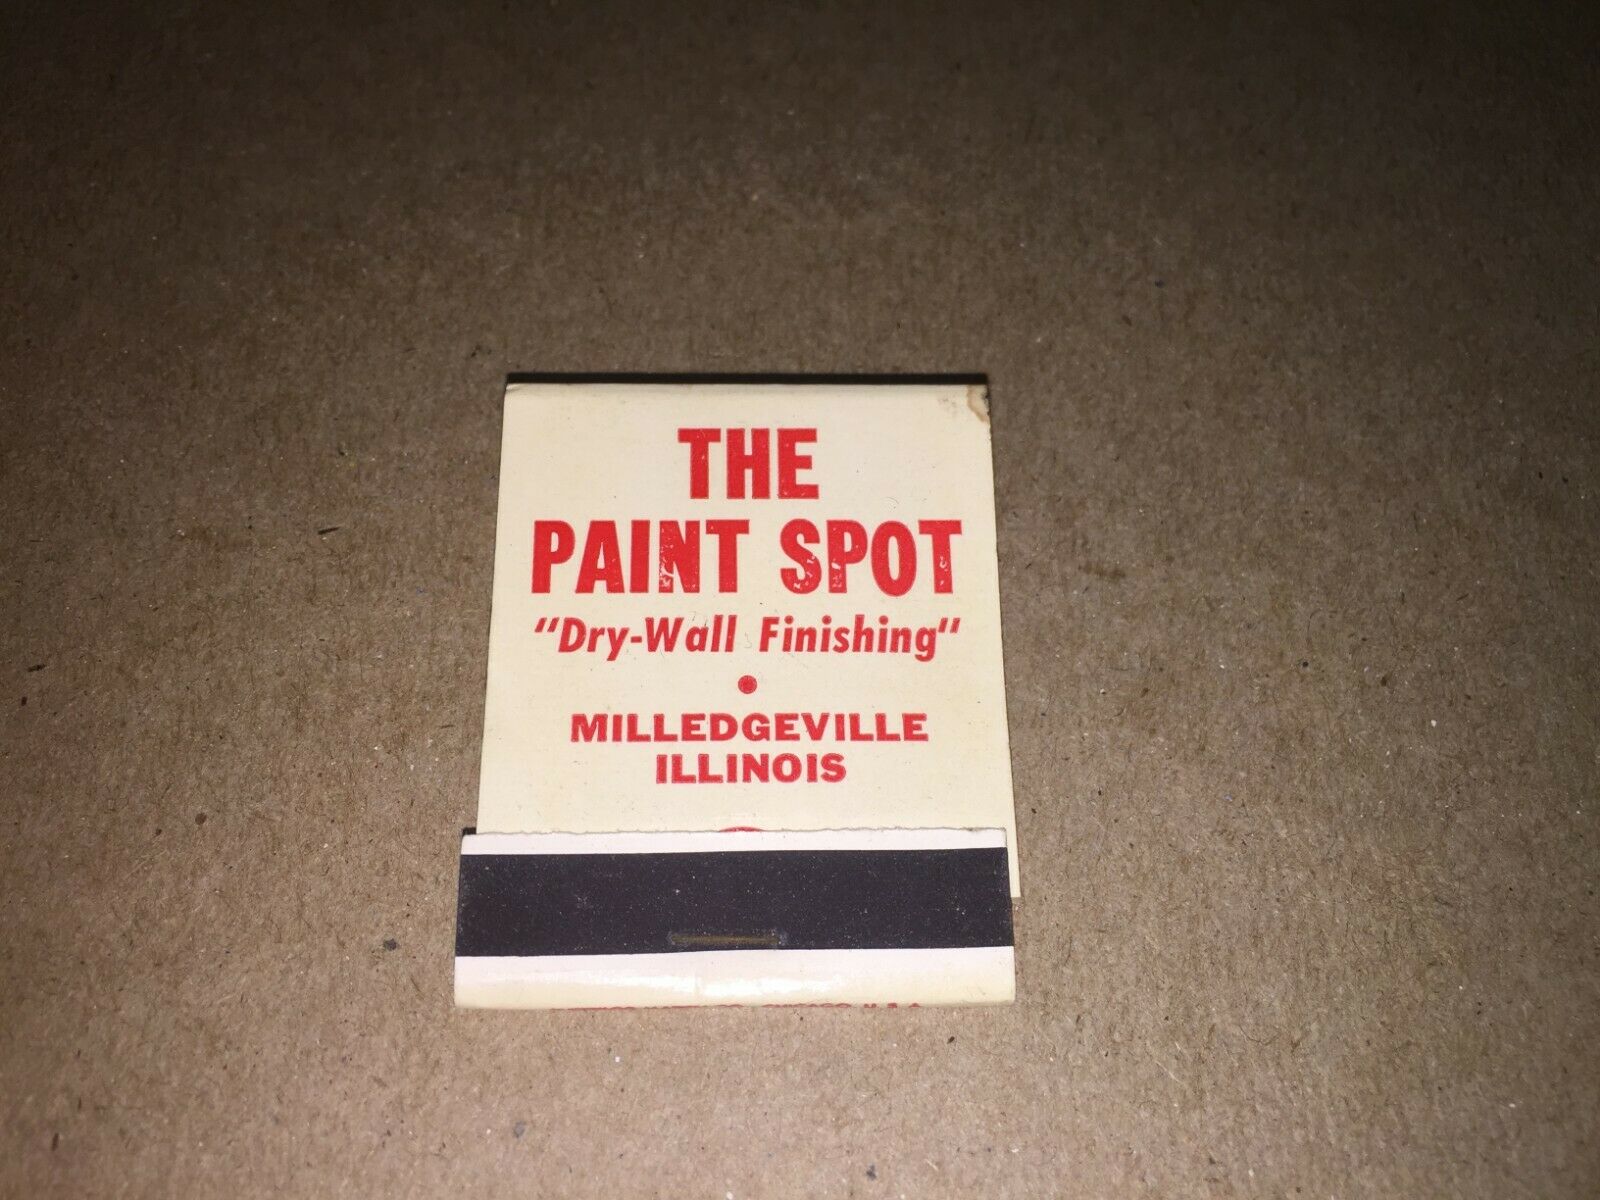 THE
PAINT SPOT
"Dry-Wall Finishing"
•
MILLEDGEVILLE
ILLINOIS